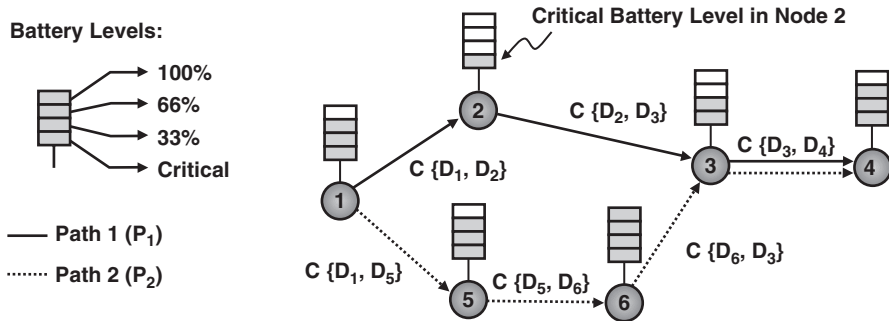 Battery Levels:
100%
66%
33%
Critical
Path 1 (P₁)
Path 2 (P₂)
Critical Battery Level in Node 2
2
C {D₂, D₃}
C {D₁, D₂}
1
3
C {D₃, D₄}
4
C {D₁, D₅}
5
C {D₅, D₆}
6
C {D₆, D₃}